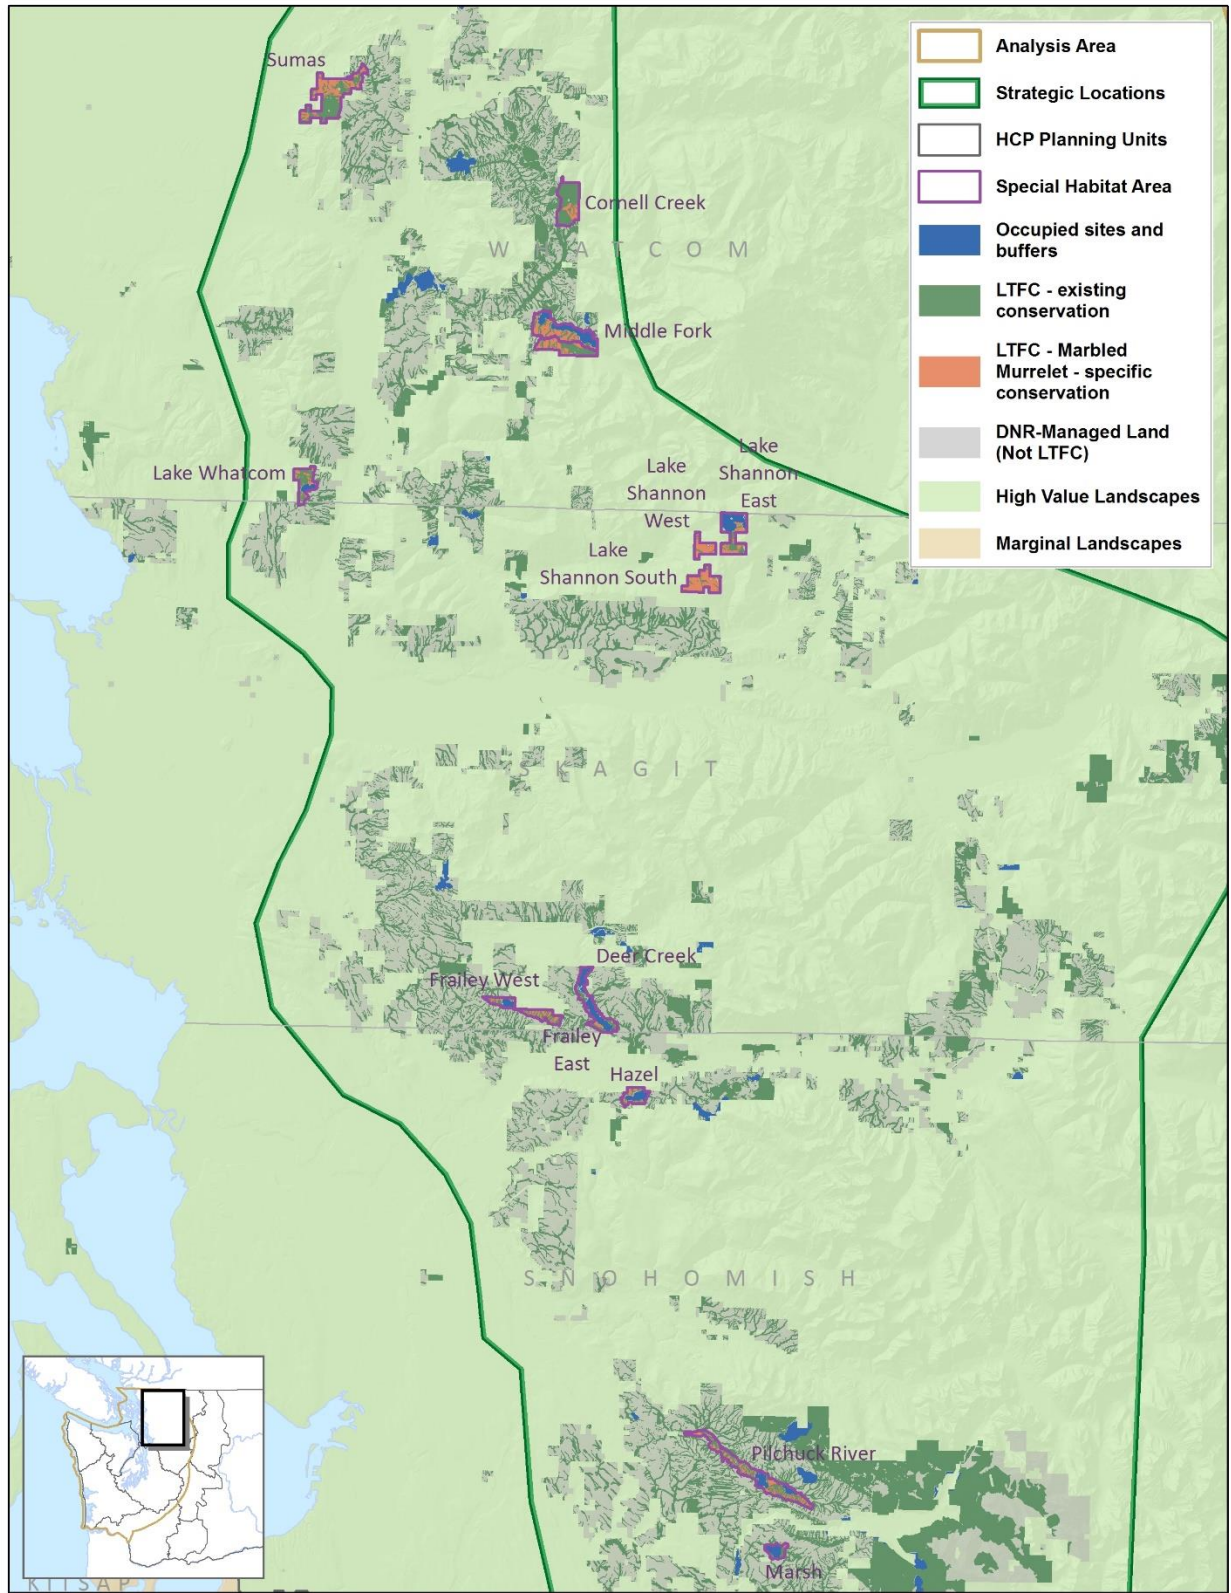 Sumas
Cornell Creek
WHATCOM
Middle Fork
Lake Whatcom
Lake
Shannon
West
Lake
Shannon
East
Lake
Shannon South
SKAGIT
Deer Creek
Frailey West
Frailey
East
Hazel
SNOHOMISH
Pilchuck River
Marsh
KITSAP
Analysis Area
Strategic Locations
HCP Planning Units
Special Habitat Area
Occupied sites and
buffers
LTFC - existing
conservation
LTFC - Marbled
Murrelet - specific
conservation
DNR-Managed Land
(Not LTFC)
High Value Landscapes
Marginal Landscapes